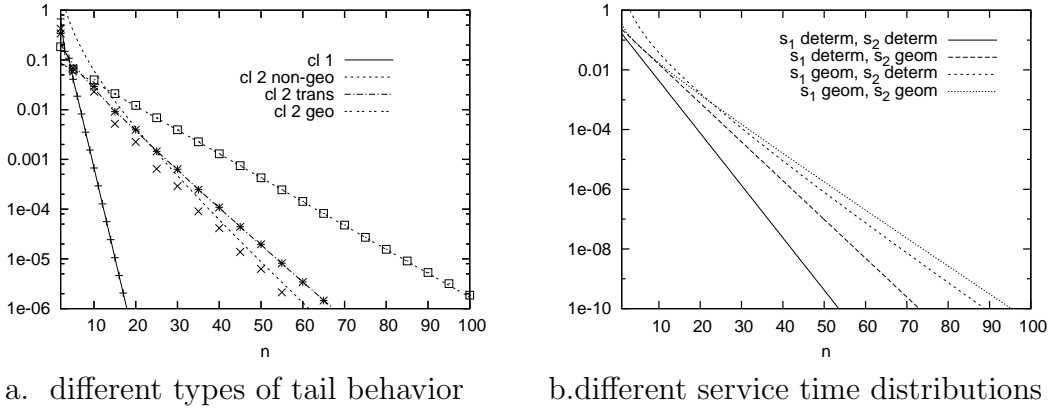 1
0.1
0.01
0.001
1e-04
1e-05
1e-06
10 20 30 40 50 60 70 80 90 100
n
cl 1
cl 2 non-geo
cl 2 trans
cl 2 geo
a. different types of tail behavior
1
0.01
1e-04
1e-06
1e-08
1e-10
10 20 30 40 50 60 70 80 90 100
n
s1 determ, s2 determ
s1 determ, s2 geom
s1 geom, s2 determ
s1 geom, s2 geom
b.different service time distributions